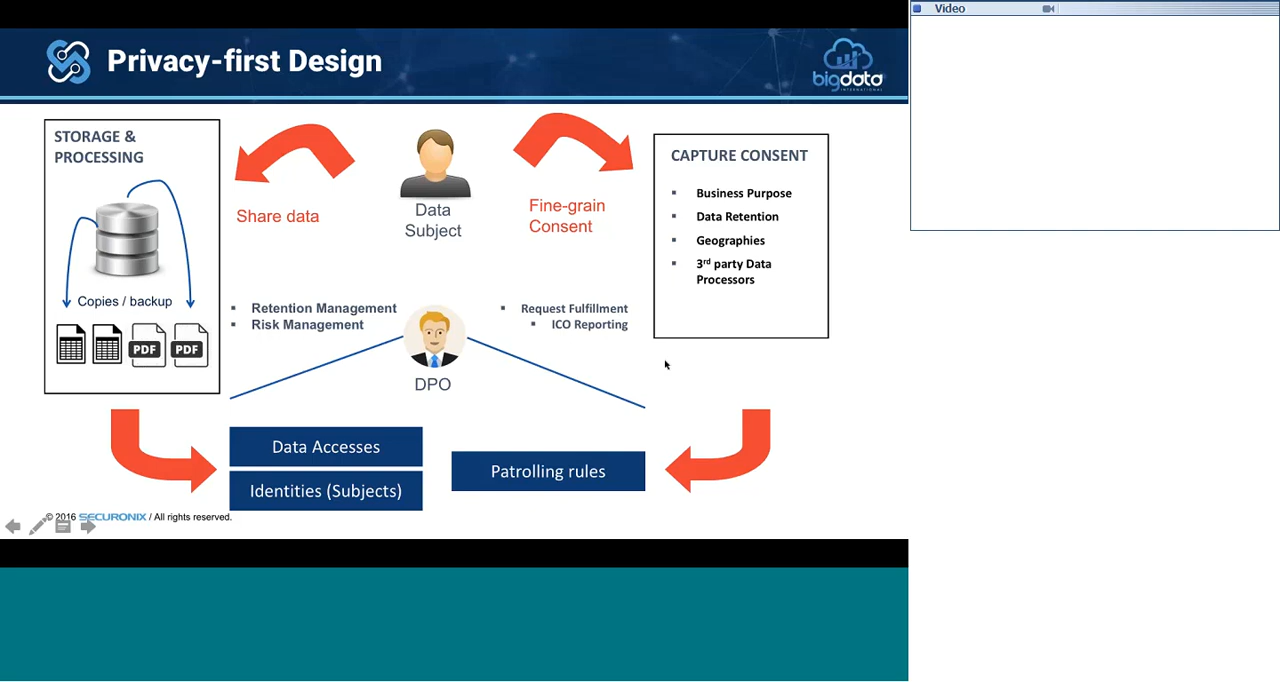 Video
Privacy-first Design
bigdata
INTERNATIONAL
STORAGE &
PROCESSING
Copies / backup
PDF
PDF
Share data
Data
Subject
Fine-grain
Consent
CAPTURE CONSENT
▪ Business Purpose
▪ Data Retention
▪ Geographies
▪ 3rd party Data
Processors
▪ Retention Management
▪ Risk Management
▪ Request Fulfillment
▪ ICO Reporting
DPO
Data Accesses
Identities (Subjects)
Patrolling rules
© 2016 SECURONIX / All rights reserved.